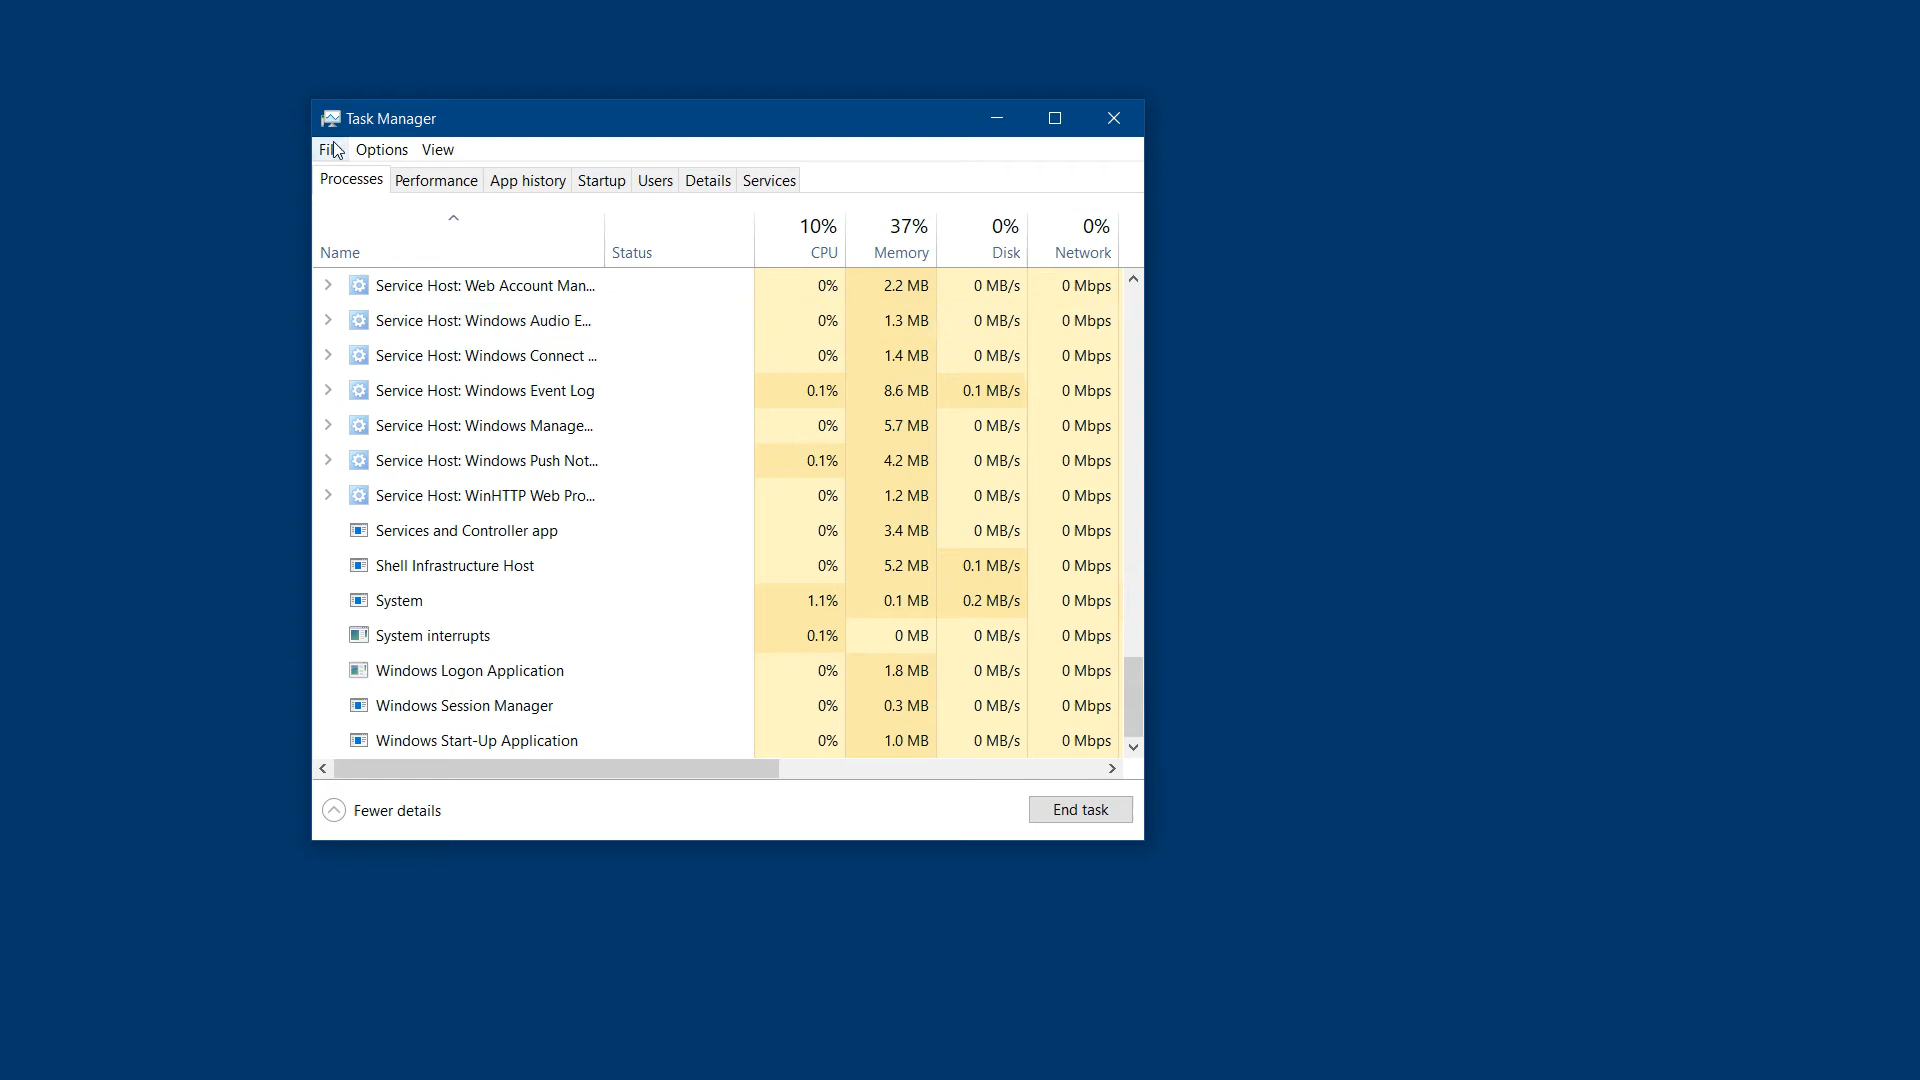 Task Manager
File Options View
Processes Performance App history Startup Users Details Services
10% 37% 0% 0%
Name Status CPU Memory Disk Network
Service Host: Web Account Man... 0% 2.2 MB 0 MB/s 0 Mbps
Service Host: Windows Audio E... 0% 1.3 MB 0 MB/s 0 Mbps
Service Host: Windows Connect ... 0% 1.4 MB 0 MB/s 0 Mbps
Service Host: Windows Event Log 0.1% 8.6 MB 0.1 MB/s 0 Mbps
Service Host: Windows Manage... 0% 5.7 MB 0 MB/s 0 Mbps
Service Host: Windows Push Not... 0.1% 4.2 MB 0 MB/s 0 Mbps
Service Host: WinHTTP Web Pro... 0% 1.2 MB 0 MB/s 0 Mbps
Services and Controller app 0% 3.4 MB 0 MB/s 0 Mbps
Shell Infrastructure Host 0% 5.2 MB 0.1 MB/s 0 Mbps
System 1.1% 0.1 MB 0.2 MB/s 0 Mbps
System interrupts 0.1% 0 MB 0 MB/s 0 Mbps
Windows Logon Application 0% 1.8 MB 0 MB/s 0 Mbps
Windows Session Manager 0% 0.3 MB 0 MB/s 0 Mbps
Windows Start-Up Application 0% 1.0 MB 0 MB/s 0 Mbps
Fewer details End task